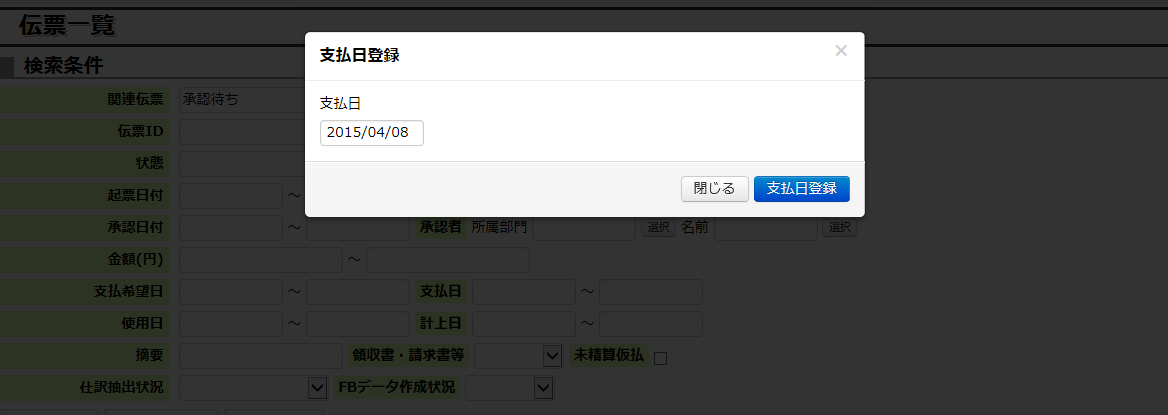 伝票一覧
支払日登録 ×
検索条件
支払日
関連伝票 承認待ち
伝票ID
2015/04/08
状態
閉じる 支払日登録
起票日付 ～
承認日付 ～ 承認者 所属部門 選択 名前 選択
金額(円) ～
支払希望日 ～ 支払日 ～
使用日 ～ 計上日 ～
摘要 領収書・請求書等 未精算仮払
仕訳抽出状況 FBデータ作成状況